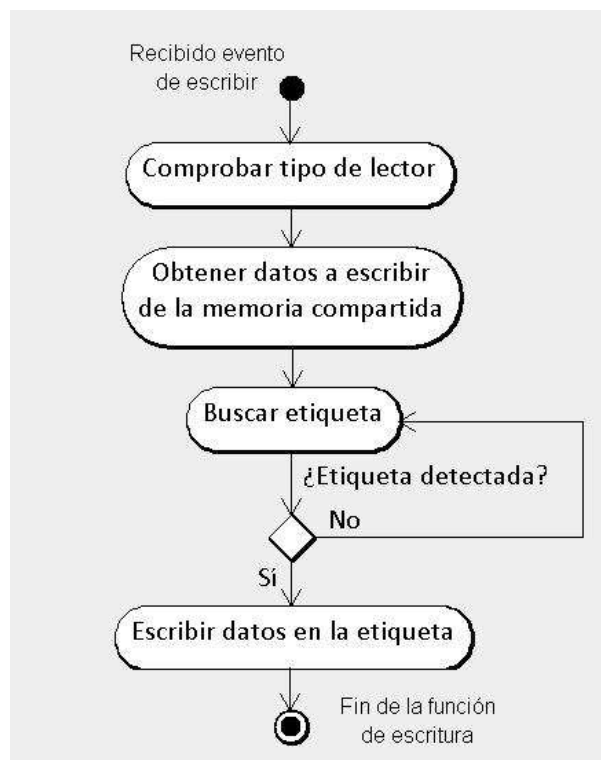 Recibido evento
de escribir
Comprobar tipo de lector
Obtener datos a escribir
de la memoria compartida
Buscar etiqueta
¿Etiqueta detectada?
No
Sí
Escribir datos en la etiqueta
Fin de la función
de escritura